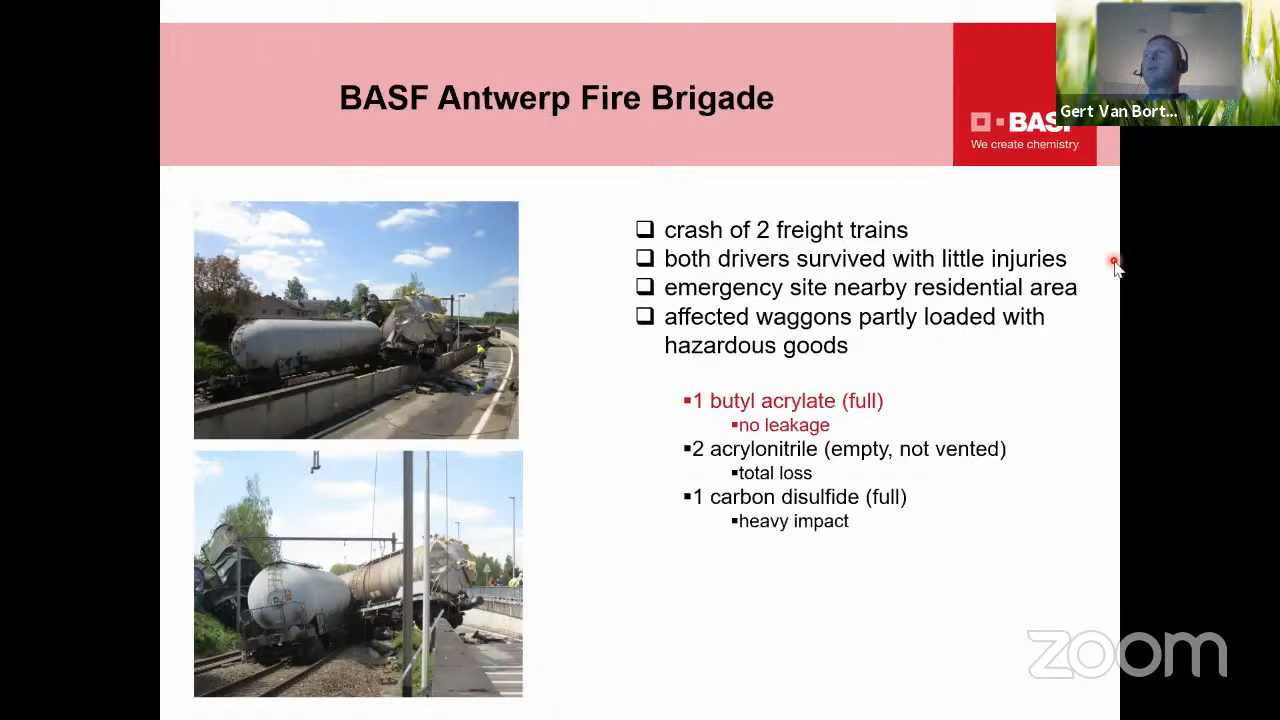 BASF Antwerp Fire Brigade
BASF
We create chemistry
Gert Van Bort...
❑ crash of 2 freight trains
❑ both drivers survived with little injuries
❑ emergency site nearby residential area
❑ affected waggons partly loaded with
hazardous goods
▪1 butyl acrylate (full)
▪no leakage
▪2 acrylonitrile (empty, not vented)
▪total loss
▪1 carbon disulfide (full)
▪heavy impact
zoom